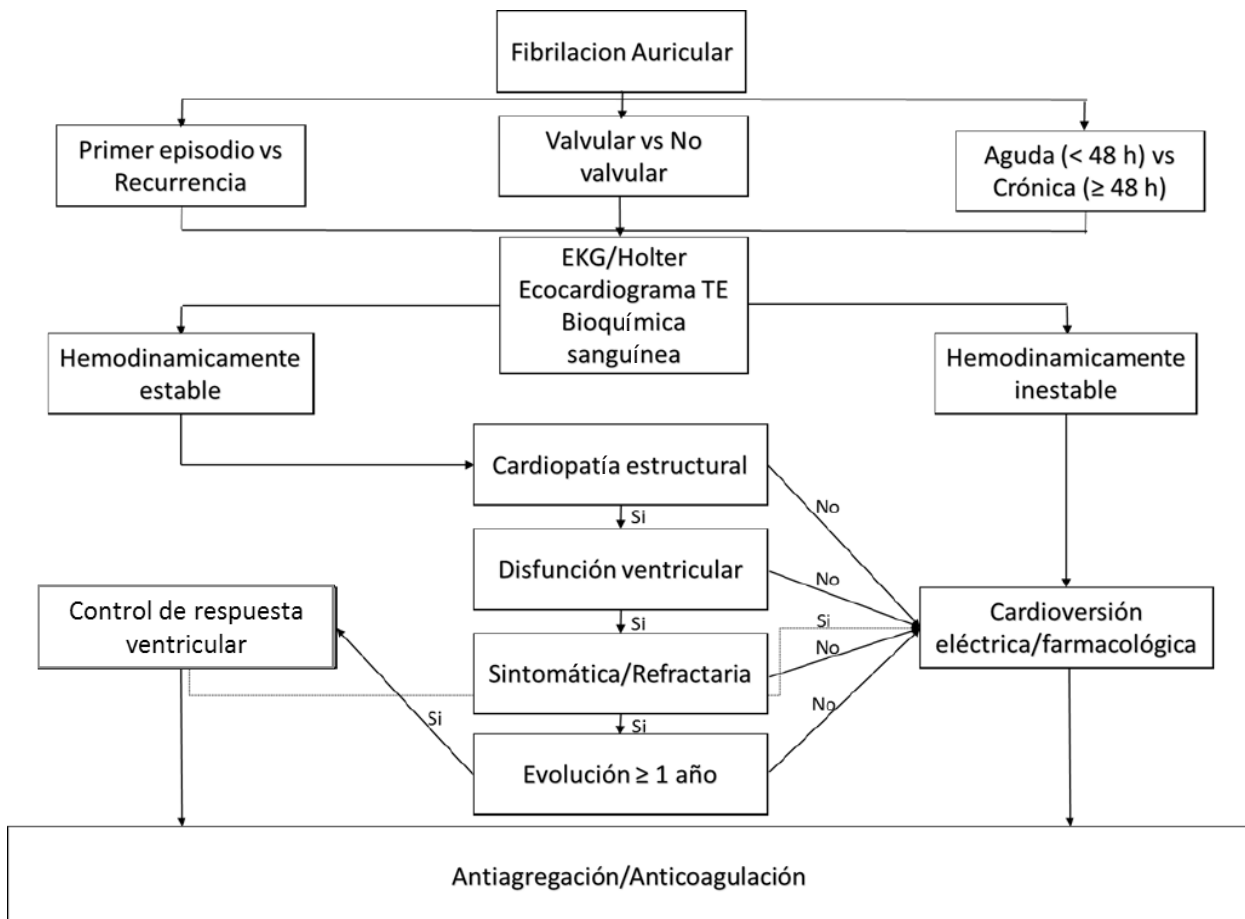 Fibrilacion Auricular
Primer episodio vs
Recurrencia
Valvular vs No
valvular
Aguda (< 48 h) vs
Crónica (≥ 48 h)
EKG/Holter
Ecocardiograma TE
Bioquímica
sanguínea
Hemodinamicamente
estable
Hemodinamicamente
inestable
Cardiopatía estructural
No
Si
Disfunción ventricular
No
Si
Control de respuesta
ventricular
Si
Cardioversión
eléctrica/farmacológica
Sintomática/Refractaria
No
Si
No
Si
Evolución ≥ 1 año
Antiagregación/Anticoagulación